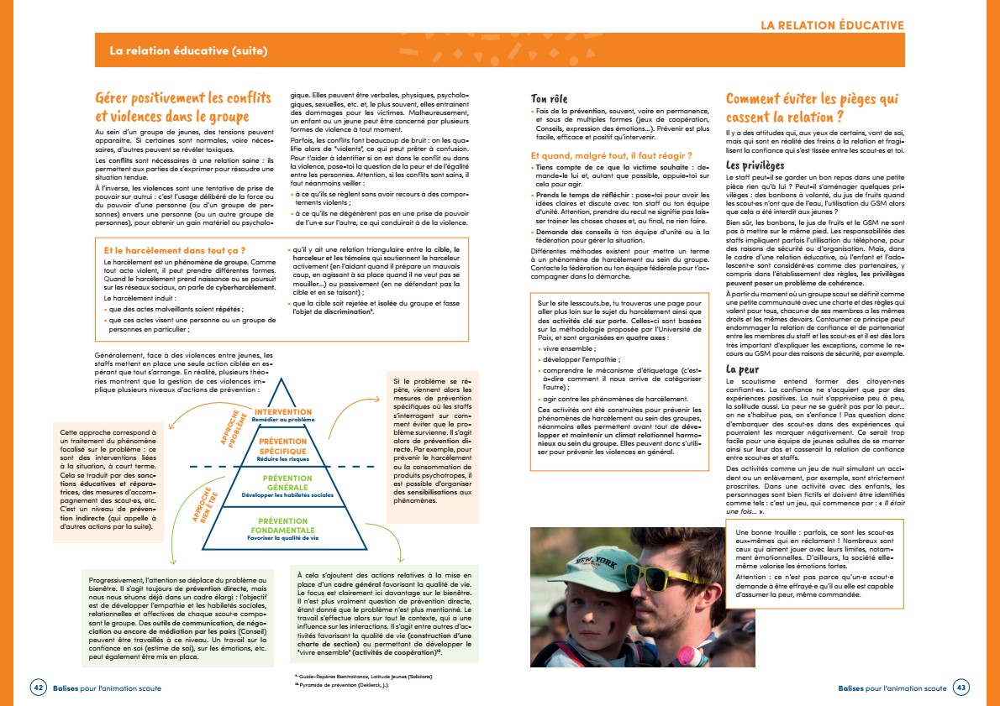 LA RELATION ÉDUCATIVE
La relation éducative (suite)
Gérer positivement les conflits
et violences dans le groupe
Au sein d'un groupe de jeunes, des tensions peuvent
apparaitre. Si certaines sont normales, voire néces-
saires, d'autres peuvent se révéler toxiques.
Les conflits sont nécessaires à une relation saine : ils
permettent aux parties de s'exprimer pour résoudre une
situation tendue.
À l'inverse, les violences sont une tentative de prise de
pouvoir sur autrui : c'est l'usage délibéré de la force ou
du pouvoir d'une personne (ou d'un groupe de per-
sonnes) envers une personne (ou un autre groupe de
personnes), pour obtenir un gain matériel ou psycholo-
gique. Elles peuvent être verbales, physiques, psycholo-
giques, sexuelles, etc. et, le plus souvent, elles entrainent
des dommages pour les victimes. Malheureusement,
un enfant ou un jeune peut être concerné par plusieurs
formes de violence à tout moment.
Parfois, les conflits font beaucoup de bruit : on les qua-
lifie alors de "violents", ce qui peut prêter à confusion.
Pour t'aider à identifier si on est dans le conflit ou dans
la violence, pose-toi la question de la peur et de l'égalité
entre les personnes. Attention, si les conflits sont sains, il
faut néanmoins veiller :
• à ce qu'ils se règlent sans avoir recours à des compor-
tements violents ;
• à ce qu'ils ne dégénèrent pas en une prise de pouvoir
de l'un·e sur l'autre, ce qui conduirait à de la violence.
Et le harcèlement dans tout ça ?
Le harcèlement est un phénomène de groupe. Comme
tout acte violent, il peut prendre différentes formes.
Quand le harcèlement prend naissance ou se poursuit
sur les réseaux sociaux, on parle de cyberharcèlement.
Le harcèlement induit :
• que des actes malveillants soient répétés ;
• que ces actes visent une personne ou un groupe de
personnes en particulier ;
• qu'il y ait une relation triangulaire entre la cible, le
harceleur et les témoins qui soutiennent le harceleur
activement (en l'aidant quand il prépare un mauvais
coup, en agissant à sa place quand il ne veut pas se
mouiller...) ou passivement (en ne défendant pas la
cible et en se taisant) ;
• que la cible soit rejetée et isolée du groupe et fasse
l'objet de discrimination⁹.
Généralement, face à des violences entre jeunes, les
staffs mettent en place une seule action ciblée en es-
pérant que tout s'arrange. En réalité, plusieurs théo-
ries montrent que la gestion de ces violences im-
plique plusieurs niveaux d'actions de prévention :
Cette approche correspond à
un traitement du phénomène
focalisé sur le problème : ce
sont des interventions liées
à la situation, à court terme.
Cela se traduit par des sanc-
tions éducatives et répara-
trices, des mesures d'accom-
pagnement des scout·es, etc.
C'est un niveau de préven-
tion indirecte (qui appelle à
d'autres actions par la suite).
APPROCHE
PROBLÈME
INTERVENTION
Remédier au problème
PRÉVENTION
SPÉCIFIQUE
Réduire les risques
APPROCHE
BIEN ÊTRE
PRÉVENTION
GÉNÉRALE
Développer les habiletés sociales
PRÉVENTION
FONDAMENTALE
Favoriser la qualité de vie
Si le problème se ré-
pète, viennent alors les
mesures de prévention
spécifiques où les staffs
s'interrogent sur com-
ment éviter que le pro-
blème survienne. Il s'agit
alors de prévention di-
recte. Par exemple, pour
prévenir le harcèlement
ou la consommation de
produits psychotropes, il
est possible d'organiser
des sensibilisations aux
phénomènes.
Progressivement, l'attention se déplace du problème au
bienêtre. Il s'agit toujours de prévention directe, mais
nous nous situons déjà dans un cadre élargi : l'objectif
est de développer l'empathie et les habiletés sociales,
relationnelles et affectives de chaque scout·e compo-
sant le groupe. Des outils de communication, de négo-
ciation ou encore de médiation par les pairs (Conseil)
peuvent être travaillés à ce niveau. Un travail sur la
confiance en soi (estime de soi), sur les émotions, etc.
peut également être mis en place.
À cela s'ajoutent des actions relatives à la mise en
place d'un cadre général favorisant la qualité de vie.
Le focus est clairement ici davantage sur le bienêtre.
Il n'est plus vraiment question de prévention directe,
étant donné que le problème n'est plus mentionné. Le
travail s'effectue alors sur tout le contexte, qui a une
influence sur les interactions. Il s'agit entre autres d'ac-
tivités favorisant la qualité de vie (construction d'une
charte de section) ou permettant de développer le
"vivre ensemble" (activités de coopération)¹⁰.
⁹· Guide-Repères Bientraitance, Latitude Jeunes (Solidaris)
¹⁰· Pyramide de prévention (Deklerck, J.)
42 Balises pour l'animation scoute
Ton rôle
• Fais de la prévention, souvent, voire en permanence,
et sous de multiples formes (jeux de coopération,
Conseils, expression des émotions...). Prévenir est plus
facile, efficace et positif qu'intervenir.
Et quand, malgré tout, il faut réagir ?
• Tiens compte de ce que la victime souhaite : de-
mande-le lui et, autant que possible, appuie-toi sur
cela pour agir.
• Prends le temps de réfléchir : pose-toi pour avoir les
idées claires et discute avec ton staff ou ton équipe
d'unité. Attention, prendre du recul ne signifie pas lais-
ser trainer les choses et, au final, ne rien faire.
• Demande des conseils à ton équipe d'unité ou à la
fédération pour gérer la situation.
Différentes méthodes existent pour mettre un terme
à un phénomène de harcèlement au sein du groupe.
Contacte la fédération ou ton équipe fédérale pour t'ac-
compagner dans la démarche.
Sur le site lesscouts.be, tu trouveras une page pour
aller plus loin sur le sujet du harcèlement ainsi que
des activités clé sur porte. Celles-ci sont basées
sur la méthodologie proposée par l'Université de
Paix, et sont organisées en quatre axes :
• vivre ensemble ;
• développer l'empathie ;
• comprendre le mécanisme d'étiquetage (c'est-
à-dire comment il nous arrive de catégoriser
l'autre) ;
• agir contre les phénomènes de harcèlement.
Ces activités ont été construites pour prévenir les
phénomènes de harcèlement au sein des groupes,
néanmoins elles permettent avant tout de déve-
lopper et maintenir un climat relationnel harmo-
nieux au sein du groupe. Elles peuvent donc s'utili-
ser pour prévenir les violences en général.
NEW YORK
Comment éviter les pièges qui
cassent la relation ?
Il y a des attitudes qui, aux yeux de certains, vont de soi,
mais qui sont en réalité des freins à la relation et fragi-
lisent la confiance qui s'est tissée entre les scout·es et toi.
Les privilèges
Le staff peut-il se garder un bon repas dans une petite
pièce rien qu'à lui ? Peut-il s'aménager quelques pri-
vilèges : des bonbons à volonté, du jus de fruits quand
les scout·es n'ont que de l'eau, l'utilisation du GSM alors
que cela a été interdit aux jeunes ?
Bien sûr, les bonbons, le jus de fruits et le GSM ne sont
pas à mettre sur le même pied. Les responsabilités des
staffs impliquent parfois l'utilisation du téléphone, pour
des raisons de sécurité ou d'organisation. Mais, dans
le cadre d'une relation éducative, où l'enfant et l'ado-
lescent·e sont considéré·es comme des partenaires, y
compris dans l'établissement des règles, les privilèges
peuvent poser un problème de cohérence.
À partir du moment où un groupe scout se définit comme
une petite communauté avec une charte et des règles qui
valent pour tous, chacun·e de ses membres a les mêmes
droits et les mêmes devoirs. Contourner ce principe peut
endommager la relation de confiance et de partenariat
entre les membres du staff et les scout·es et il est dès lors
très important d'expliquer les exceptions, comme le re-
cours au GSM pour des raisons de sécurité, par exemple.
La peur
Le scoutisme entend former des citoyen·nes
confiant·es. La confiance ne s'acquiert que par des
expériences positives. La nuit s'apprivoise peu à peu,
la solitude aussi. La peur ne se guérit pas par la peur...
on ne s'habitue pas, on s'enfonce ! Pas question donc
d'embarquer des scout·es dans des expériences qui
pourraient les marquer négativement. Ce serait trop
facile pour une équipe de jeunes adultes de se marrer
ainsi sur leur dos et casserait la relation de confiance
entre scout·es et staffs.
Des activités comme un jeu de nuit simulant un acci-
dent ou un enlèvement, par exemple, sont strictement
proscrites. Dans une activité avec des enfants, les
personnages sont bien fictifs et doivent être identifiés
comme tels : c'est un jeu, qui commence par : « Il était
une fois... ».
Une bonne trouille : parfois, ce sont les scout·es
eux-mêmes qui en réclament ! Nombreux sont
ceux qui aiment jouer avec leurs limites, notam-
ment émotionnelles. D'ailleurs, la société elle-
même valorise les émotions fortes.
Attention : ce n'est pas parce qu'un·e scout·e
demande à être effrayé·e qu'il ou elle est capable
d'assumer la peur, même commandée.
Balises pour l'animation scoute 43